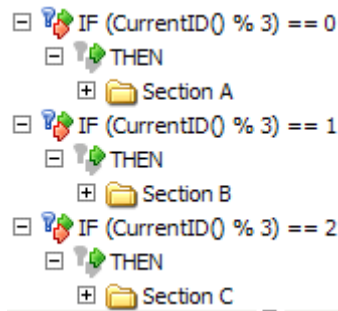 IF (CurrentID() % 3) == 0
THEN
Section A
IF (CurrentID() % 3) == 1
THEN
Section B
IF (CurrentID() % 3) == 2
THEN
Section C